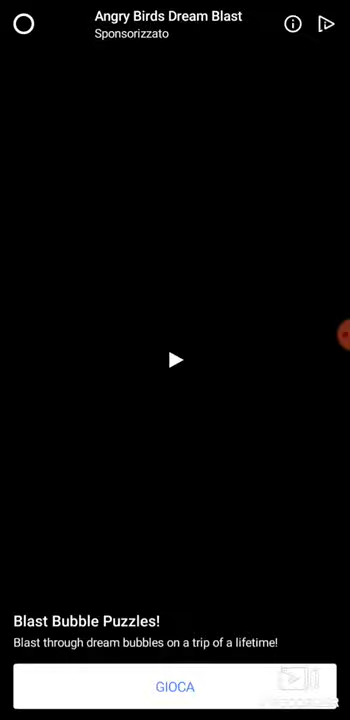 Angry Birds Dream Blast
Sponsorizzato
Blast Bubble Puzzles!
Blast through dream bubbles on a trip of a lifetime!
GIOCA